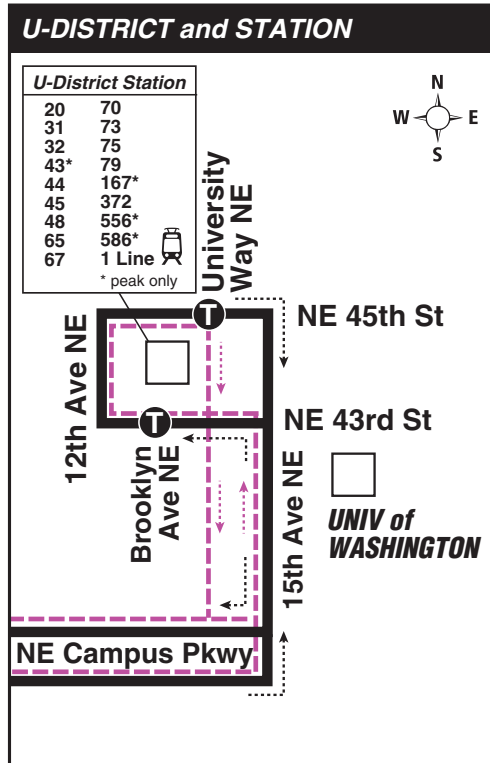 U-DISTRICT and STATION
U-District Station
20 70
31 73
32 75
43* 79
44 167*
45 372
48 556*
65 586*
67 1 Line
* peak only
N
W E
S
University
Way NE
T
NE 45th St
12th Ave NE
T
NE 43rd St
Brooklyn
Ave NE
15th Ave NE
UNIV of
WASHINGTON
NE Campus Pkwy